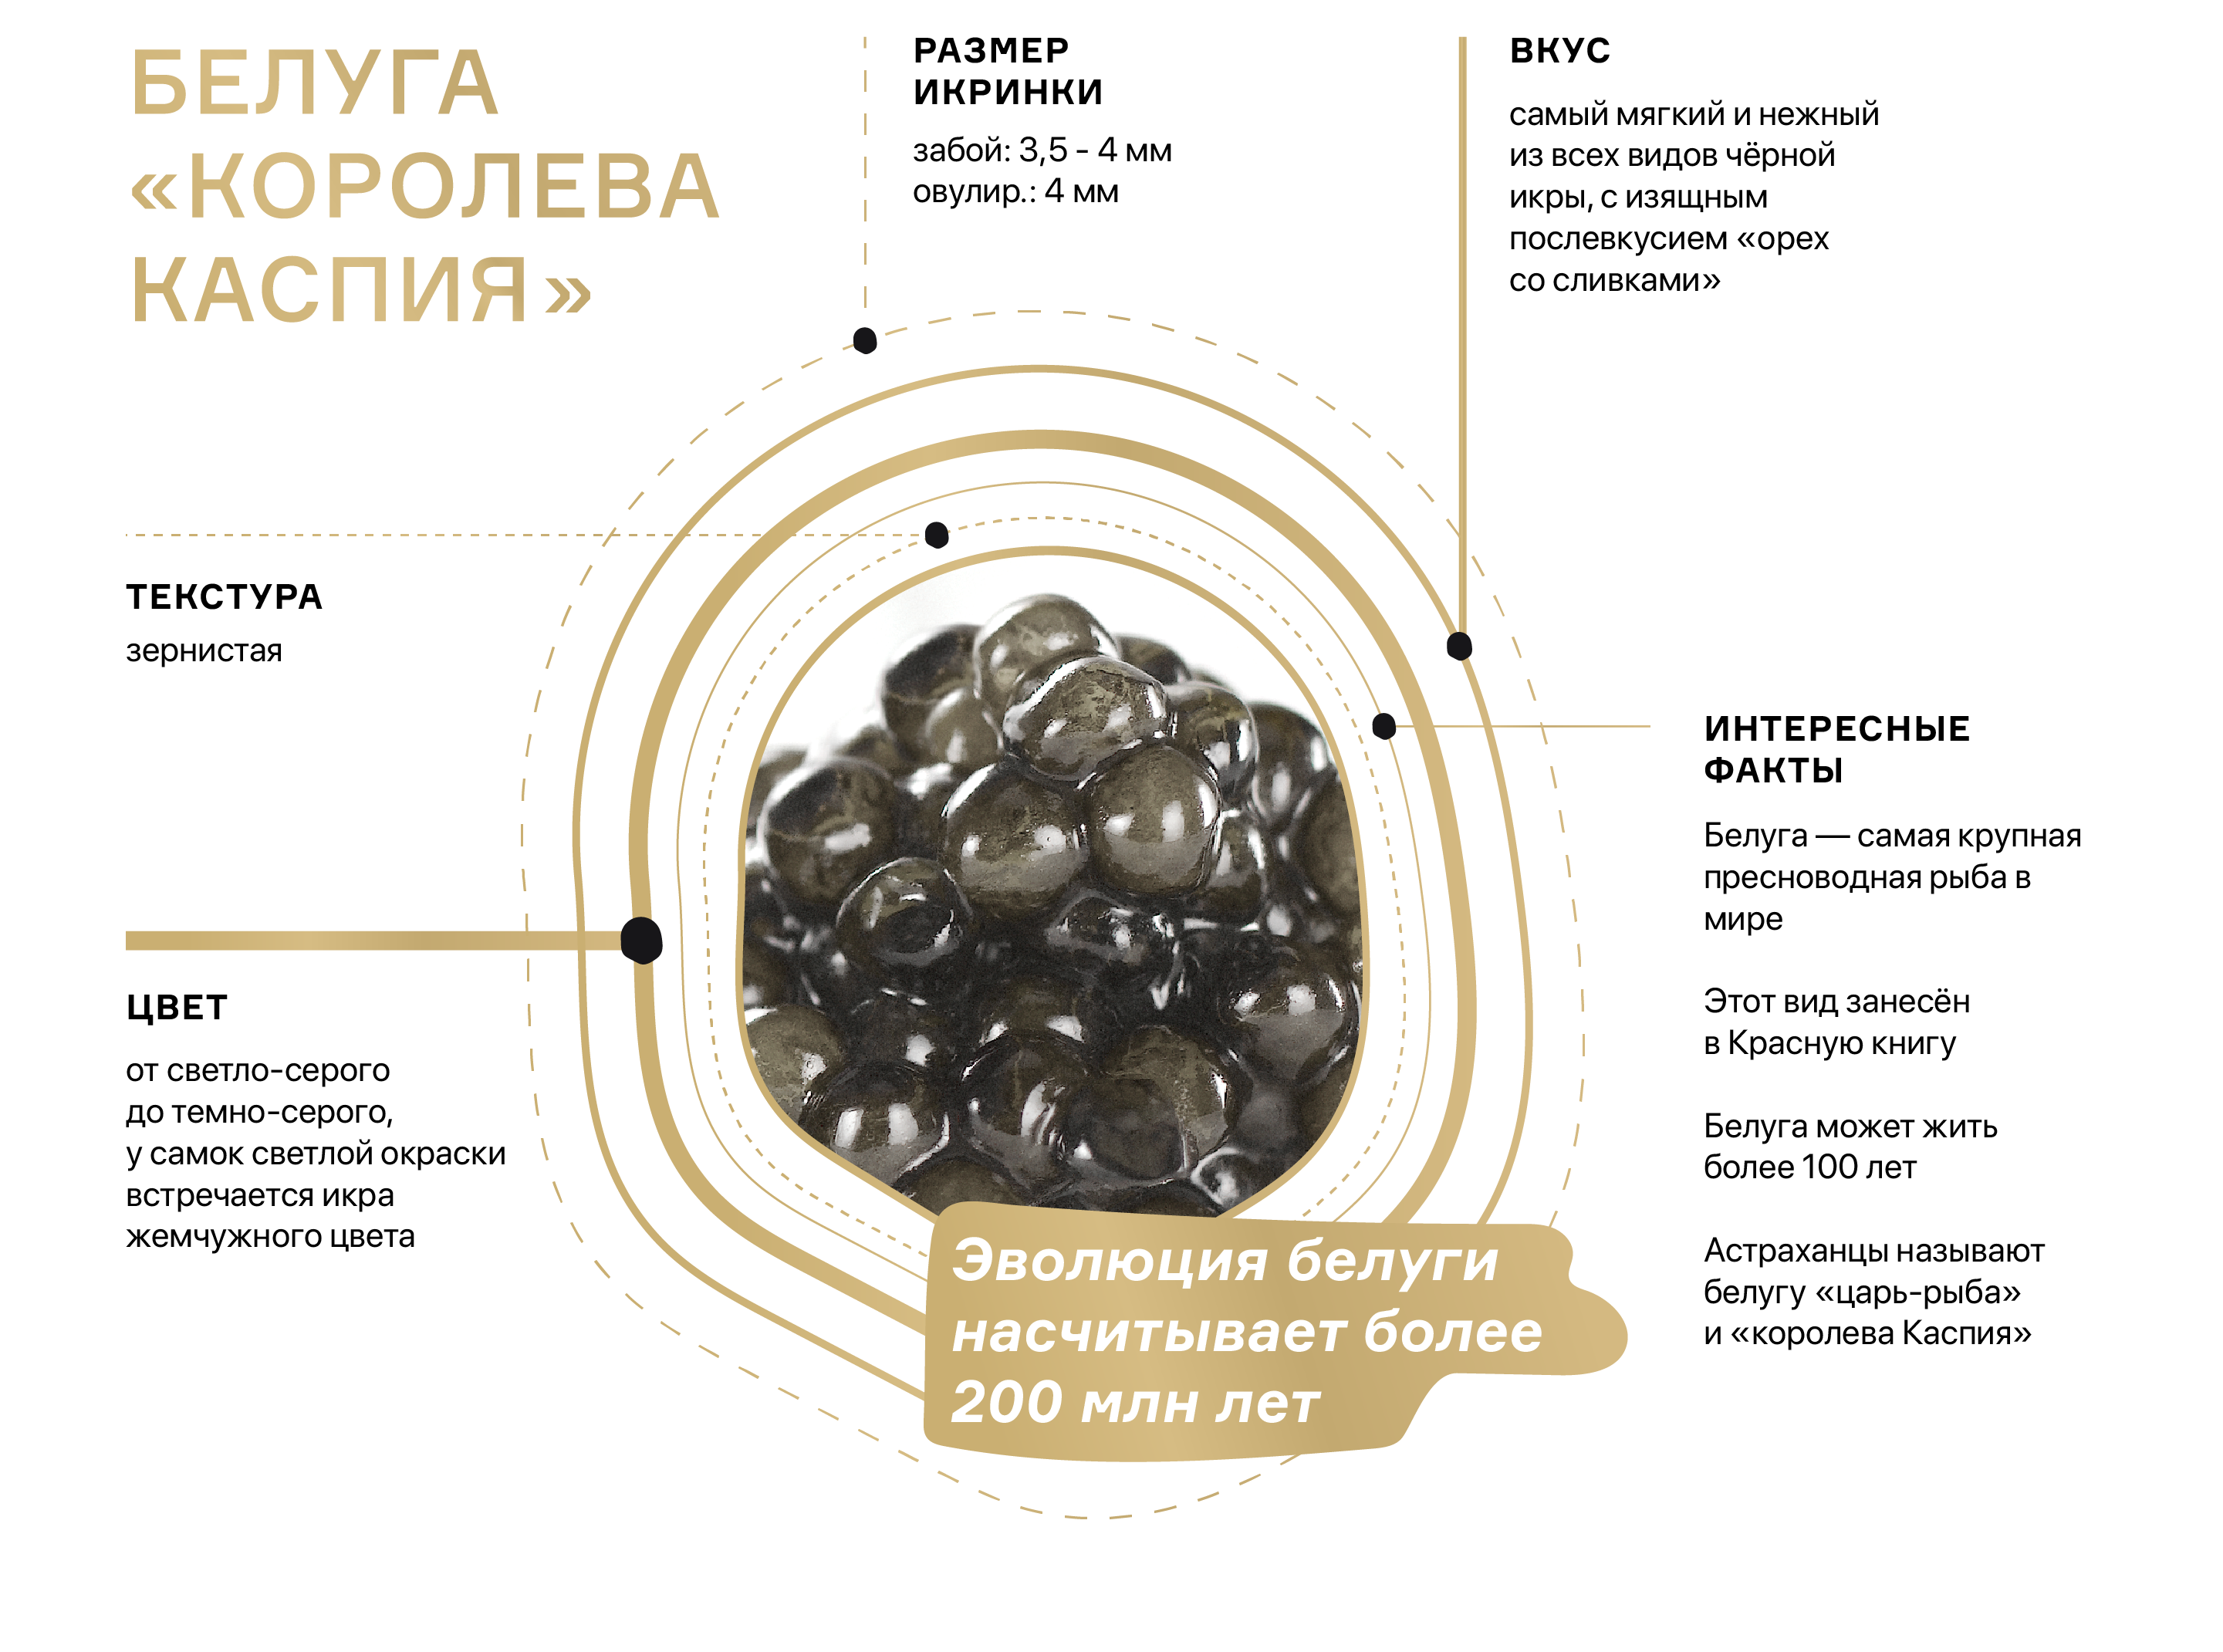 БЕЛУГА
«КОРОЛЕВА
КАСПИЯ»
РАЗМЕР
ИКРИНКИ
забой: 3,5 - 4 мм
овулир.: 4 мм
ВКУС
самый мягкий и нежный
из всех видов чёрной
икры, с изящным
послевкусием «орех
со сливками»
ТЕКСТУРА
зернистая
ЦВЕТ
от светло-серого
до темно-серого,
у самок светлой окраски
встречается икра
жемчужного цвета
ИНТЕРЕСНЫЕ
ФАКТЫ
Белуга — самая крупная
пресноводная рыба в
мире
Этот вид занесён
в Красную книгу
Белуга может жить
более 100 лет
Астраханцы называют
белугу «царь-рыба»
и «королева Каспия»
Эволюция белуги
насчитывает более
200 млн лет